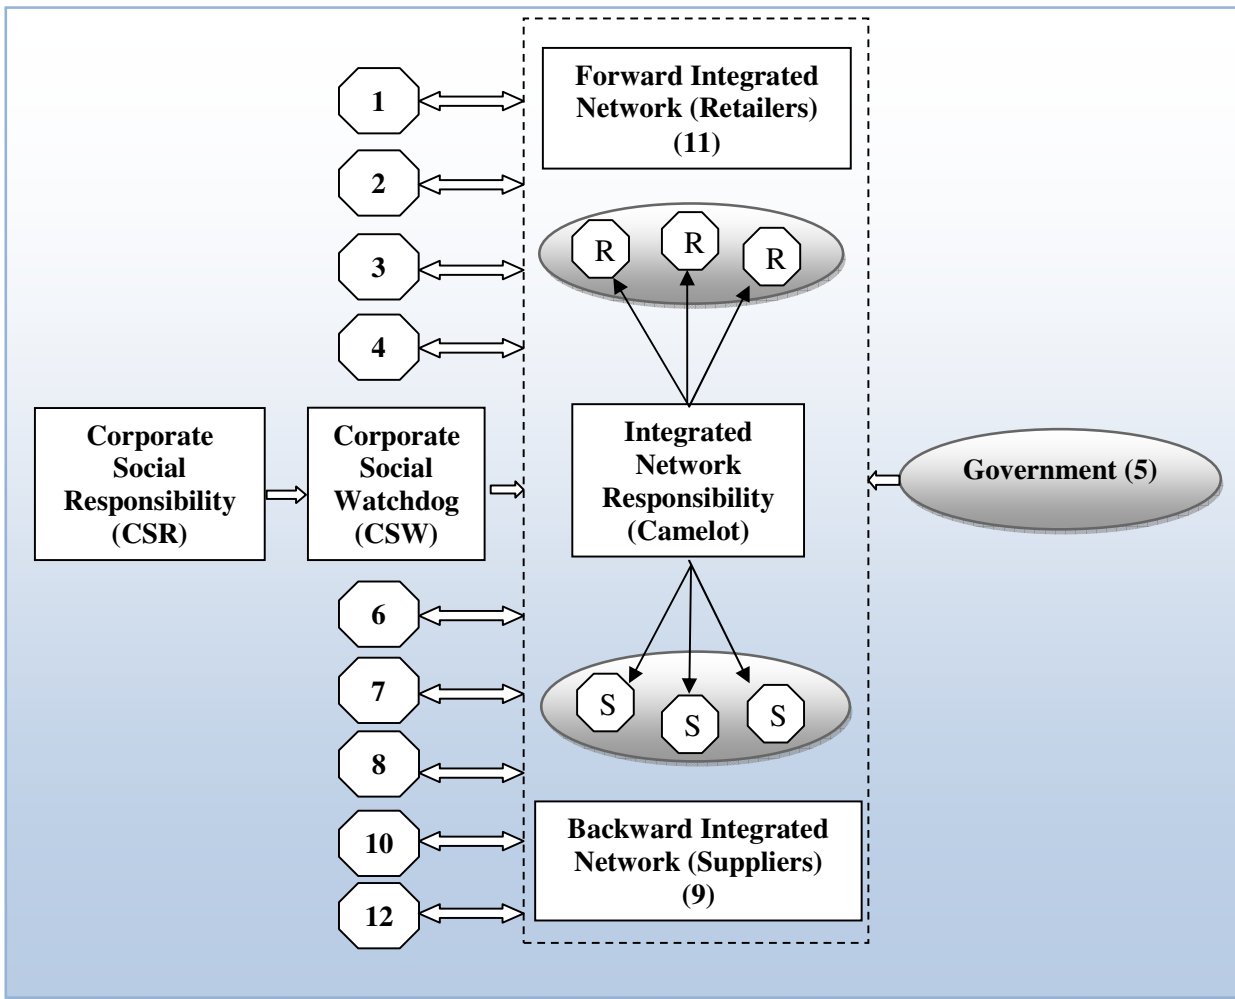 1
Forward Integrated
Network (Retailers)
(11)
2
3
R
R
R
4
Corporate
Social
Responsibility
(CSR)
Corporate
Social
Watchdog
(CSW)
Integrated
Network
Responsibility
(Camelot)
Government (5)
6
7
S
S
S
8
10
Backward Integrated
Network (Suppliers)
(9)
12